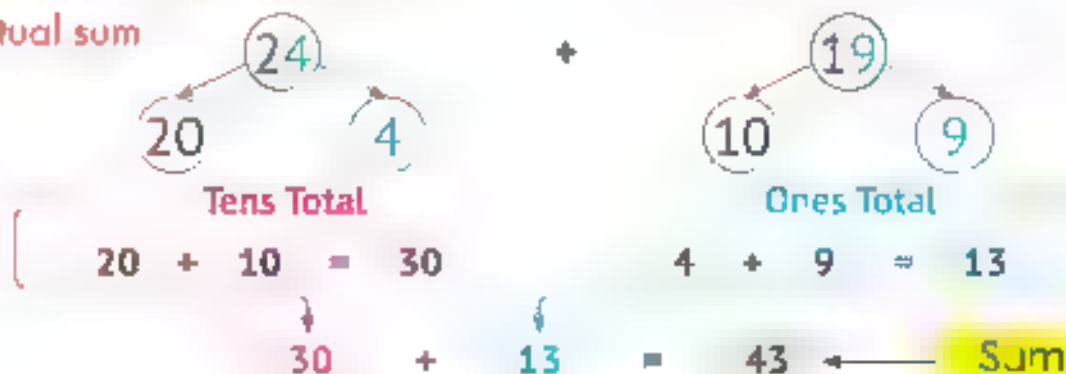 sum
24 + 19
20 4 10 9
Tens Total Ones Total
20 + 10 = 30 4 + 9 = 13
30 + 13 = 43 Sum